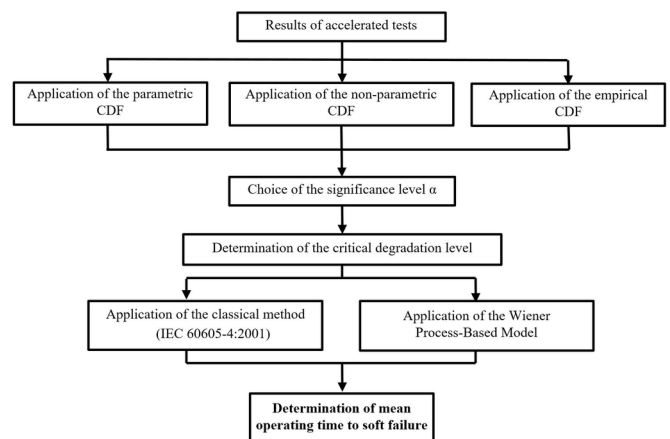 Results of accelerated tests
Application of the parametric
CDF
Application of the non-parametric
CDF
Application of the empirical
CDF
Choice of the significance level α
Determination of the critical degradation level
Application of the classical method
(IEC 60605-4:2001)
Application of the Wiener
Process-Based Model
Determination of mean
operating time to soft failure